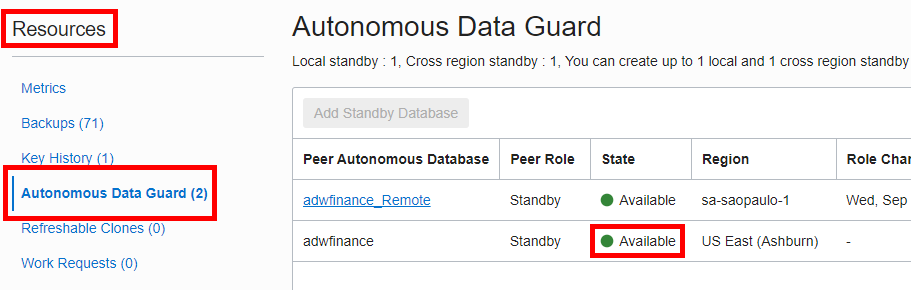 Resources
Metrics
Backups (71)
Key History (1)
Autonomous Data Guard (2)
Refreshable Clones (0)
Work Requests (0)
Autonomous Data Guard
Local standby : 1, Cross region standby : 1, You can create up to 1 local and 1 cross region standby
Add Standby Database
Peer Autonomous Database Peer Role State Region Role Chan
adwfinance_Remote Standby Available sa-saopaulo-1 Wed, Sep
adwfinance Standby Available US East (Ashburn) -